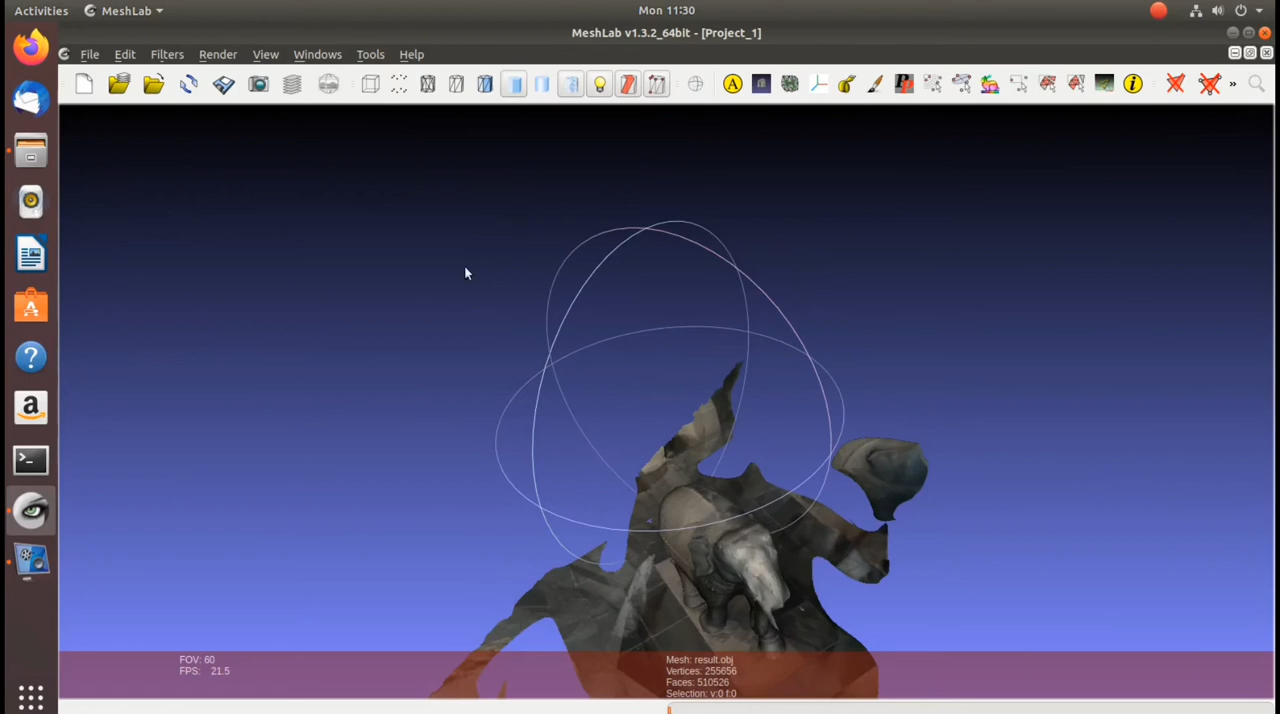 Activities
MeshLab
Mon 11:30
MeshLab v1.3.2_64bit - [Project_1]
File Edit Filters Render View Windows Tools Help
A
»
FOV: 60
FPS: 21.5
Mesh: result.obj
Vertices: 255656
Faces: 510526
Selection: v:0 f:0